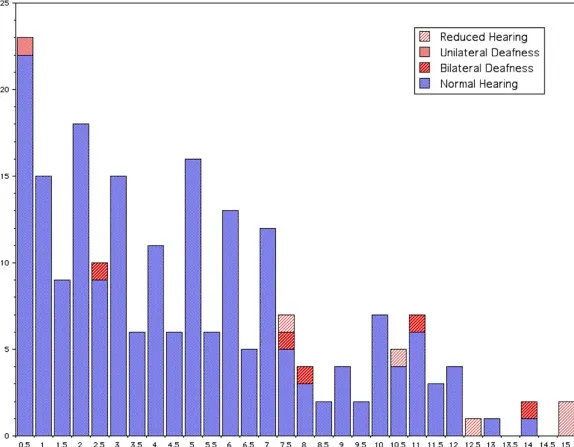 25
Reduced Hearing
Unilateral Deafness
Bilateral Deafness
Normal Hearing
20
15
10
5
0
0.5 1 1.5 2 2.5 3 3.5 4 4.5 5 5.5 6 6.5 7 7.5 8 8.5 9 9.5 10 10.5 11 11.5 12 12.5 13 13.5 14 14.5 15